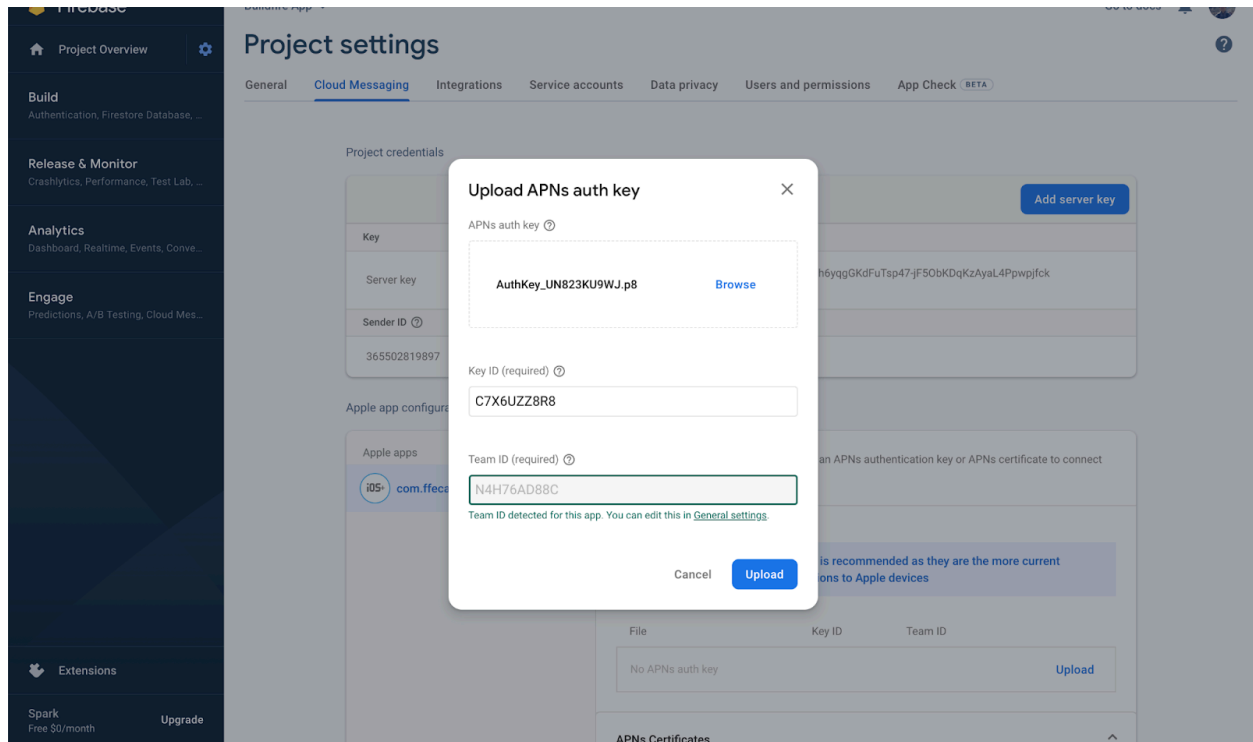 Firebase
Project Overview
Build
Authentication, Firestore Database, ...
Release & Monitor
Crashlytics, Performance, Test Lab, ...
Analytics
Dashboard, Realtime, Events, Conve...
Engage
Predictions, A/B Testing, Cloud Mes...
Extensions
Spark
Free $0/month
Upgrade
Go to docs
Project settings
General Cloud Messaging Integrations Service accounts Data privacy Users and permissions App Check BETA
Project credentials
Add server key
Key
Server key
h6yqgGKdFuTsp47-jF5ObKDqKzAyaL4Ppwpjfck
Sender ID
365502819897
Apple app configura
Apple apps
iOS+ com.ffeca
an APNs authentication key or APNs certificate to connect
is recommended as they are the more current
ions to Apple devices
File Key ID Team ID
No APNs auth key Upload
APNs Certificates
Upload APNs auth key
APNs auth key
AuthKey_UN823KU9WJ.p8 Browse
Key ID (required)
C7X6UZZ8R8
Team ID (required)
N4H76AD88C
Team ID detected for this app. You can edit this in General settings.
Cancel Upload